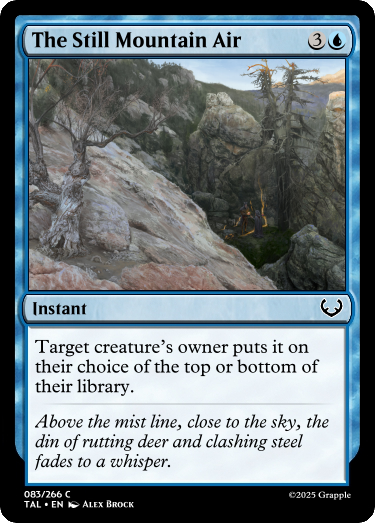 The Still Mountain Air 3
Instant
Target creature's owner puts it on
their choice of the top or bottom of
their library.
Above the mist line, close to the sky, the
din of rutting deer and clashing steel
fades to a whisper.
083/266 C
TAL • EN Alex Brock
©2025 Grapple